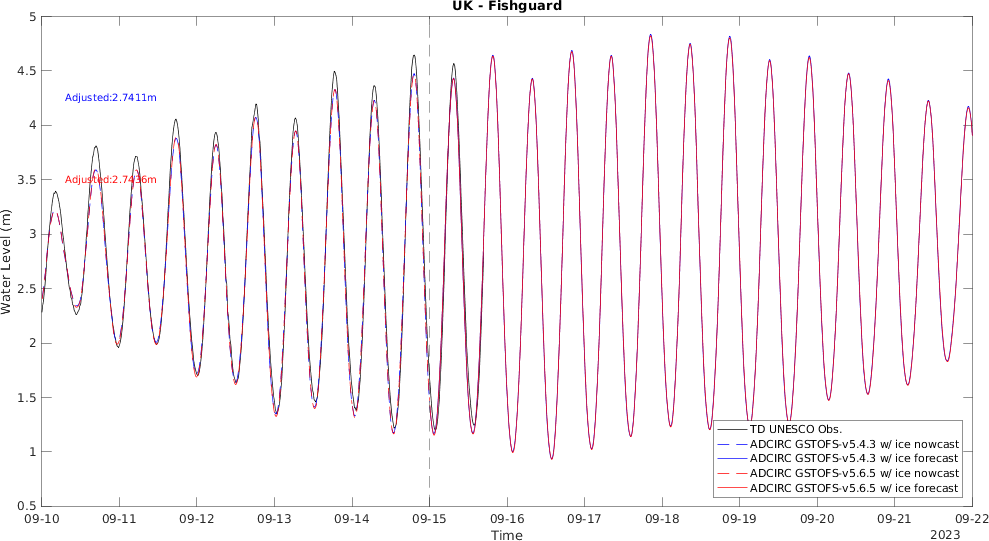 UK - Fishguard
Water Level (m)
5
4.5
4
3.5
3
2.5
2
1.5
1
0.5
Adjusted:2.7411m
Adjusted:2.7436m
TD UNESCO Obs.
ADCIRC GSTOFS-v5.4.3 w/ ice nowcast
ADCIRC GSTOFS-v5.4.3 w/ ice forecast
ADCIRC GSTOFS-v5.6.5 w/ ice nowcast
ADCIRC GSTOFS-v5.6.5 w/ ice forecast
09-10 09-11 09-12 09-13 09-14 09-15 09-16 09-17 09-18 09-19 09-20 09-21 09-22
Time
2023